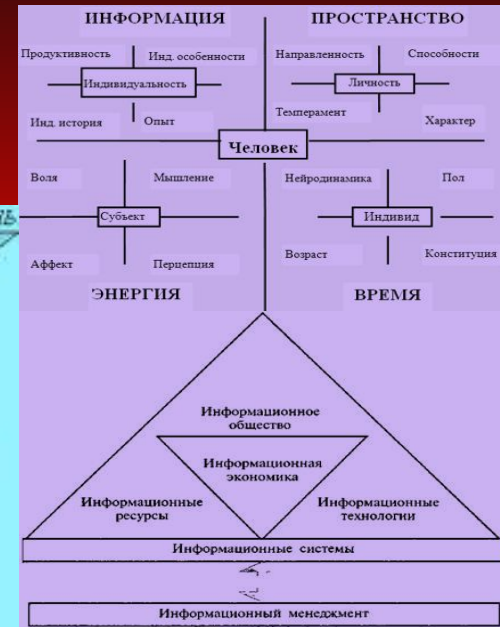 ИНФОРМАЦИЯ
ПРОСТРАНСТВО
Продуктивность
Инд. особенности
Направленность
Способности
Индивидуальность
Личность
Инд. история
Опыт
Темперамент
Характер
Человек
Воля
Мышление
Нейродинамика
Пол
Субъект
Индивид
Аффект
Перцепция
Возраст
Конституция
ЭНЕРГИЯ
ВРЕМЯ
Информационное
общество
Информационная
экономика
Информационные
ресурсы
Информационные
технологии
Информационные системы
Информационный менеджмент